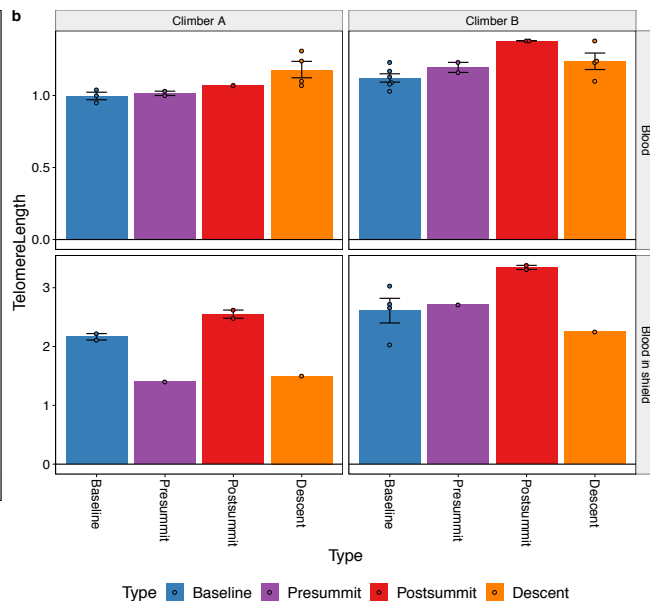 b
Climber A
Climber B
1.0
0.5
0.0
Blood
TelomereLength
3
2
1
0
Blood in shield
Baseline
Presummit
Postsummit
Descent
Baseline
Presummit
Postsummit
Descent
Type
Type Baseline Presummit Postsummit Descent